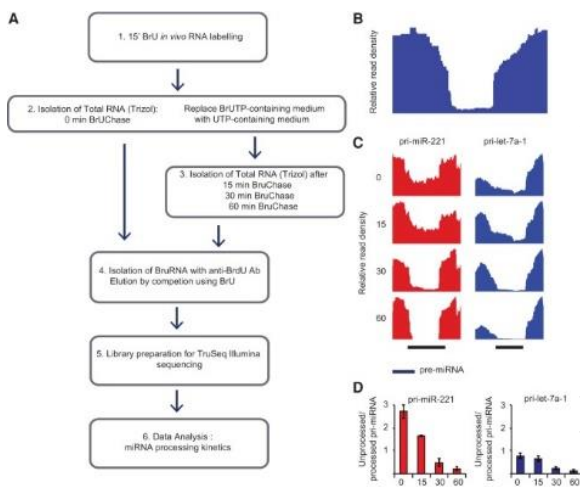 A
1. 15' BrU in vivo RNA labelling
2. Isolation of Total RNA (Trizol):
0 min BrUChase
Replace BrUTP-containing medium
with UTP-containing medium
3. Isolation of Total RNA (Trizol) after
15 min BruChase
30 min BruChase
60 min BruChase
4. Isolation of BruRNA with anti-BrdU Ab
Elution by competion using BrU
5. Library preparation for TruSeq Illumina
sequencing
6. Data Analysis :
miRNA processing kinetics
B
Relative read density
C
pri-miR-221
pri-let-7a-1
Relative read density
0
15
30
60
pre-miRNA
D
pri-miR-221
Unprocessed/
processed pri-miRNA
3
2
1
0
15
30
60
pri-let-7a-1
Unprocessed/
processed pri-miRNA
3
2
1
0
15
30
60